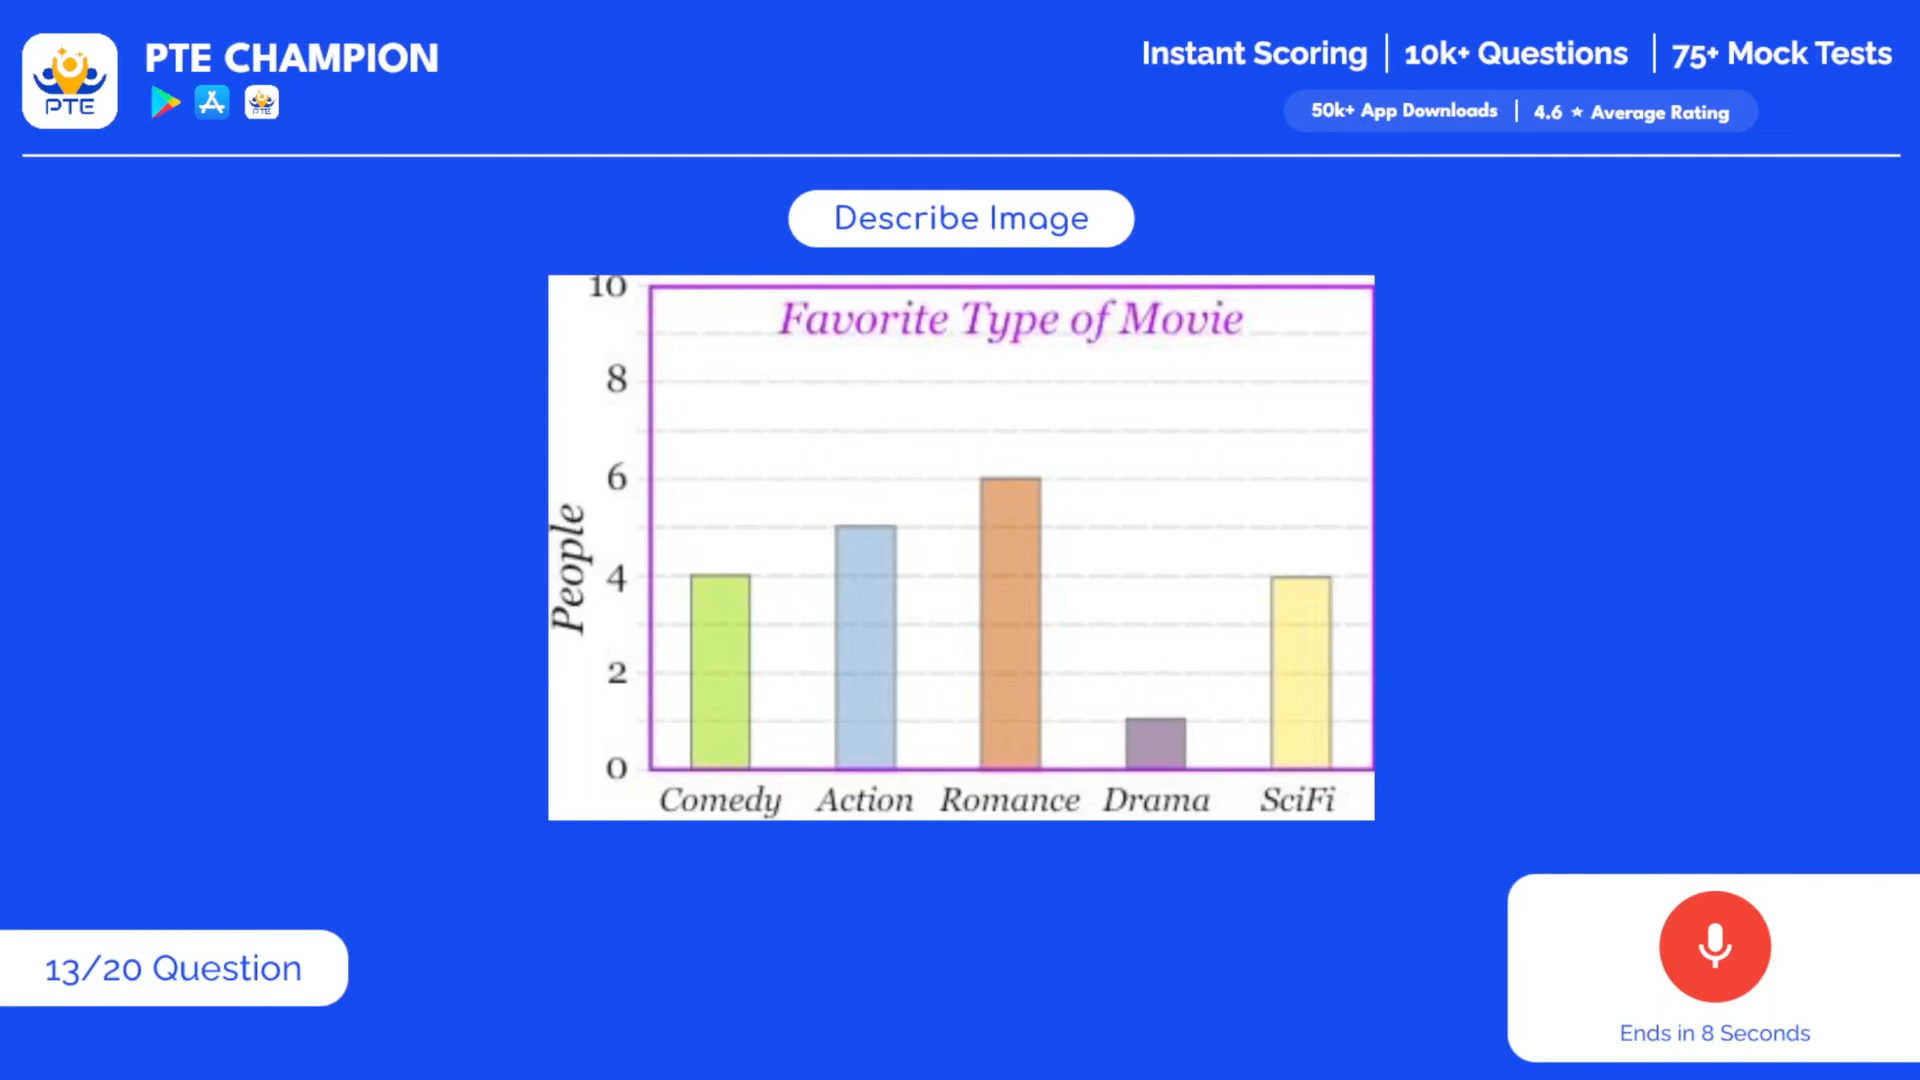 PTE CHAMPION
PTE
PTE
Instant Scoring | 10k+ Questions | 75+ Mock Tests
50k+ App Downloads | 4.6 ★ Average Rating
Describe Image
Favorite Type of Movie
People
10
8
6
4
2
0
Comedy Action Romance Drama SciFi
13/20 Question
Ends in 8 Seconds